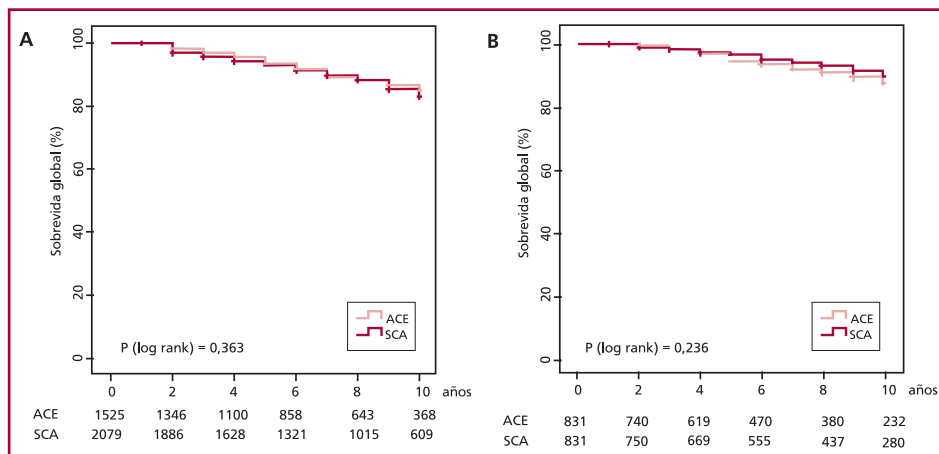 A
Sobrevida global (%)
100
80
60
40
20
0
ACE
SCA
P (log rank) = 0,363
0 2 4 6 8 10 años
ACE 1525 1346 1100 858 643 368
SCA 2079 1886 1628 1321 1015 609
B
Sobrevida global (%)
100
80
60
40
20
0
ACE
SCA
P (log rank) = 0,236
0 2 4 6 8 10 años
ACE 831 740 619 470 380 232
SCA 831 750 669 555 437 280